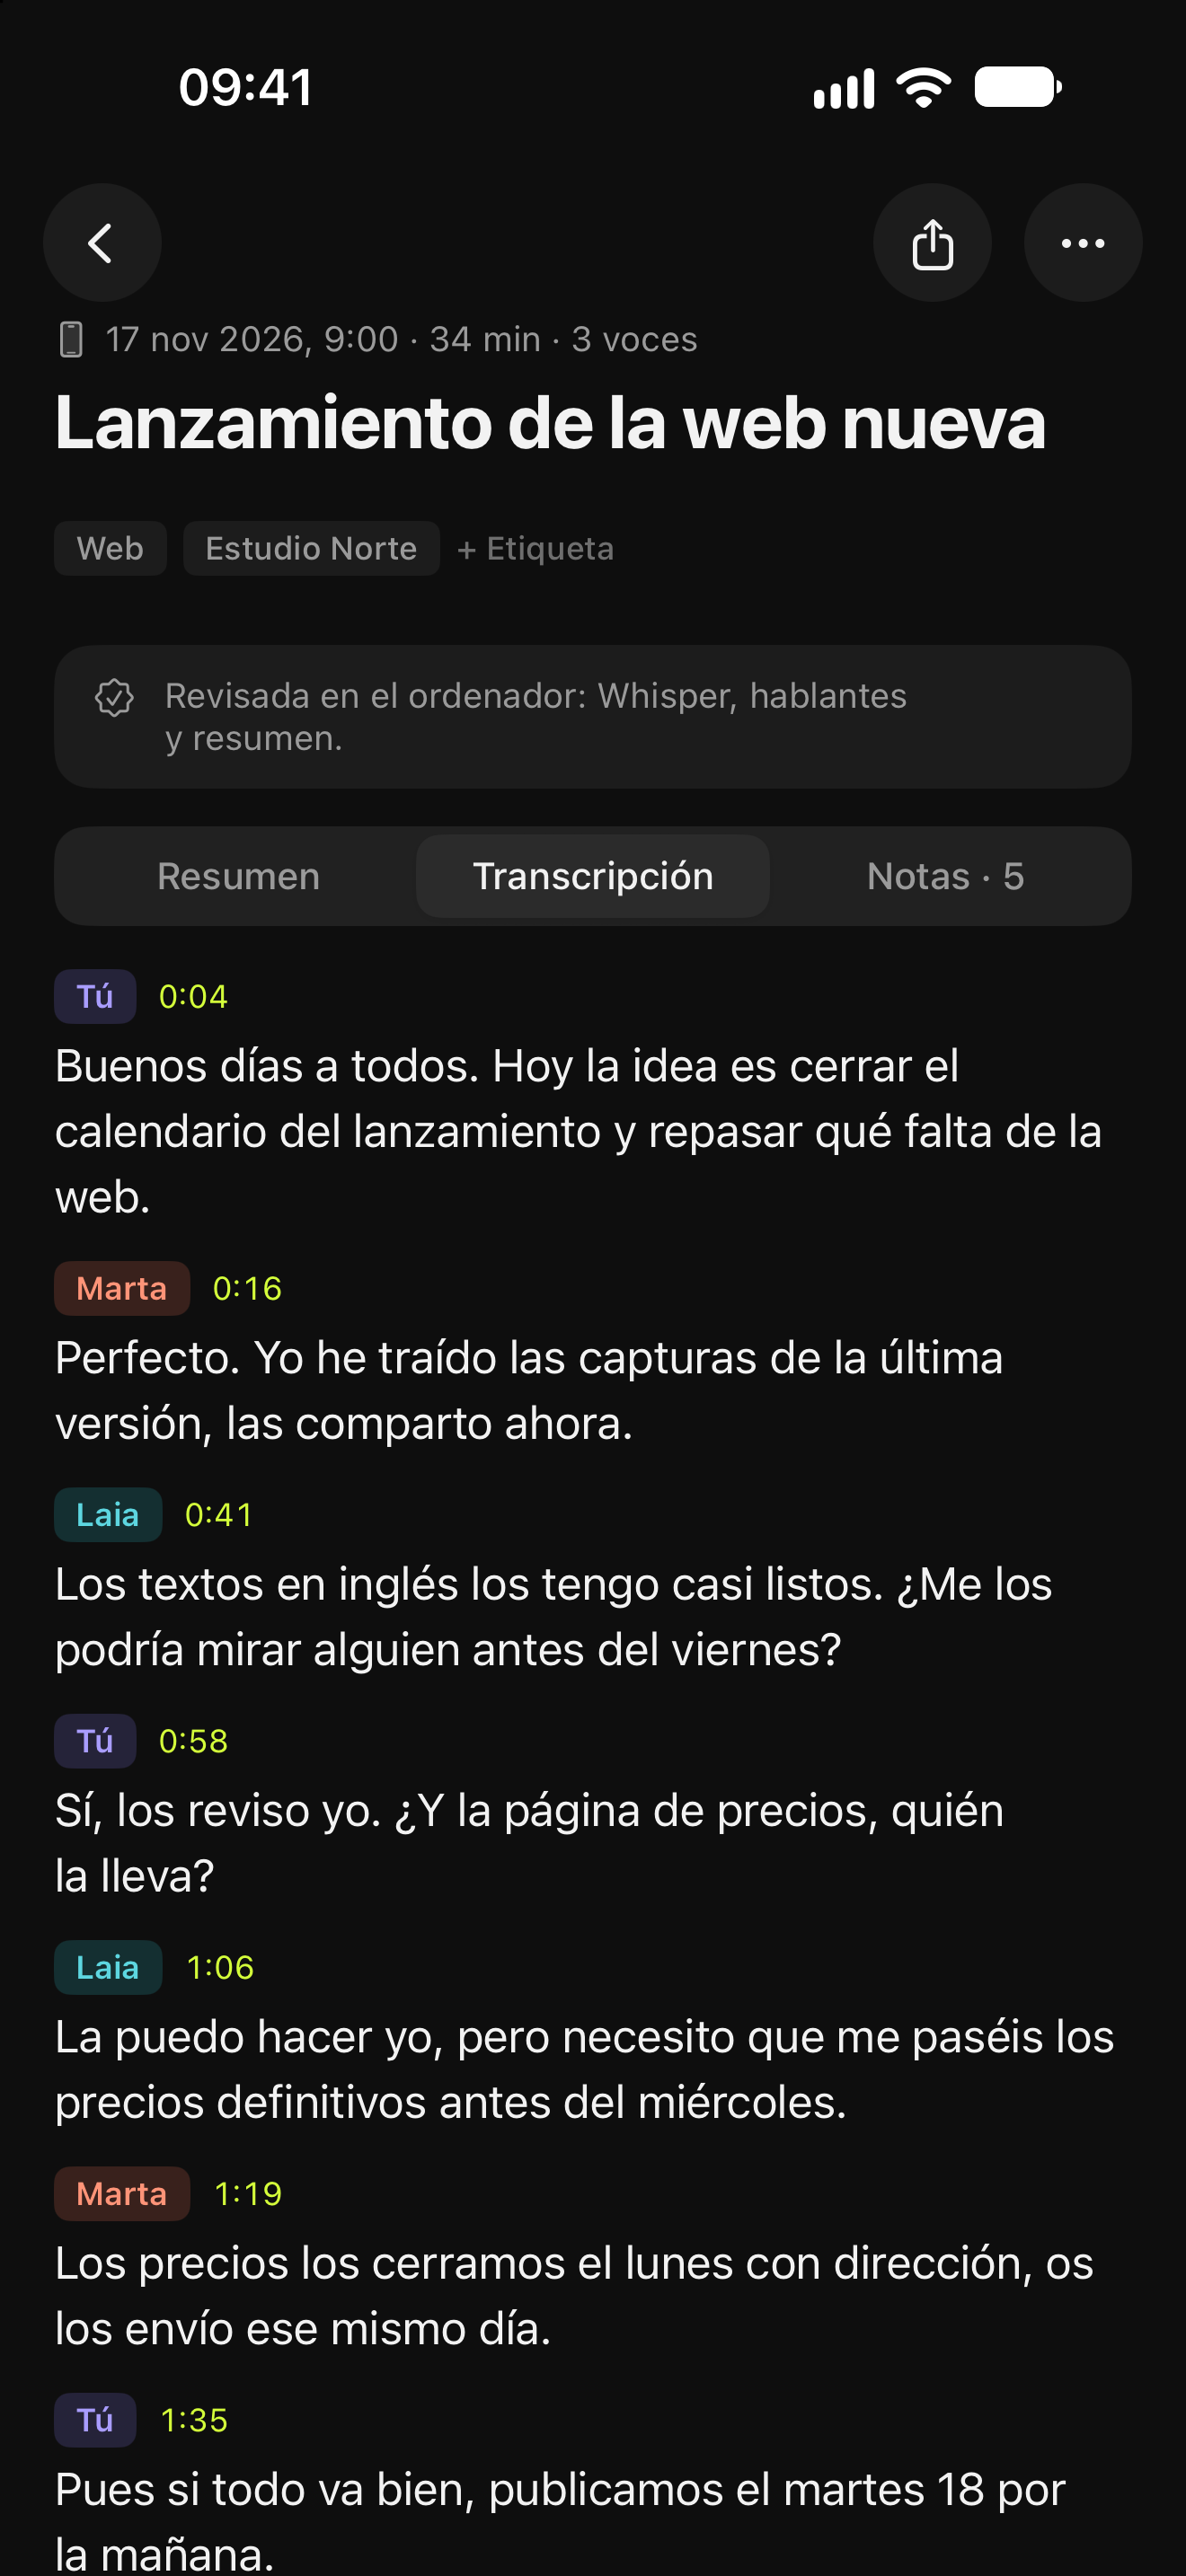 09:41
17 nov 2026, 9:00 · 34 min · 3 voces
Lanzamiento de la web nueva
Web Estudio Norte + Etiqueta
Revisada en el ordenador: Whisper, hablantes
y resumen.
Resumen Transcripción Notas · 5
Tú 0:04
Buenos días a todos. Hoy la idea es cerrar el
calendario del lanzamiento y repasar qué falta de la
web.
Marta 0:16
Perfecto. Yo he traído las capturas de la última
versión, las comparto ahora.
Laia 0:41
Los textos en inglés los tengo casi listos. ¿Me los
podría mirar alguien antes del viernes?
Tú 0:58
Sí, los reviso yo. ¿Y la página de precios, quién
la lleva?
Laia 1:06
La puedo hacer yo, pero necesito que me paséis los
precios definitivos antes del miércoles.
Marta 1:19
Los precios los cerramos el lunes con dirección, os
los envío ese mismo día.
Tú 1:35
Pues si todo va bien, publicamos el martes 18 por
la mañana.